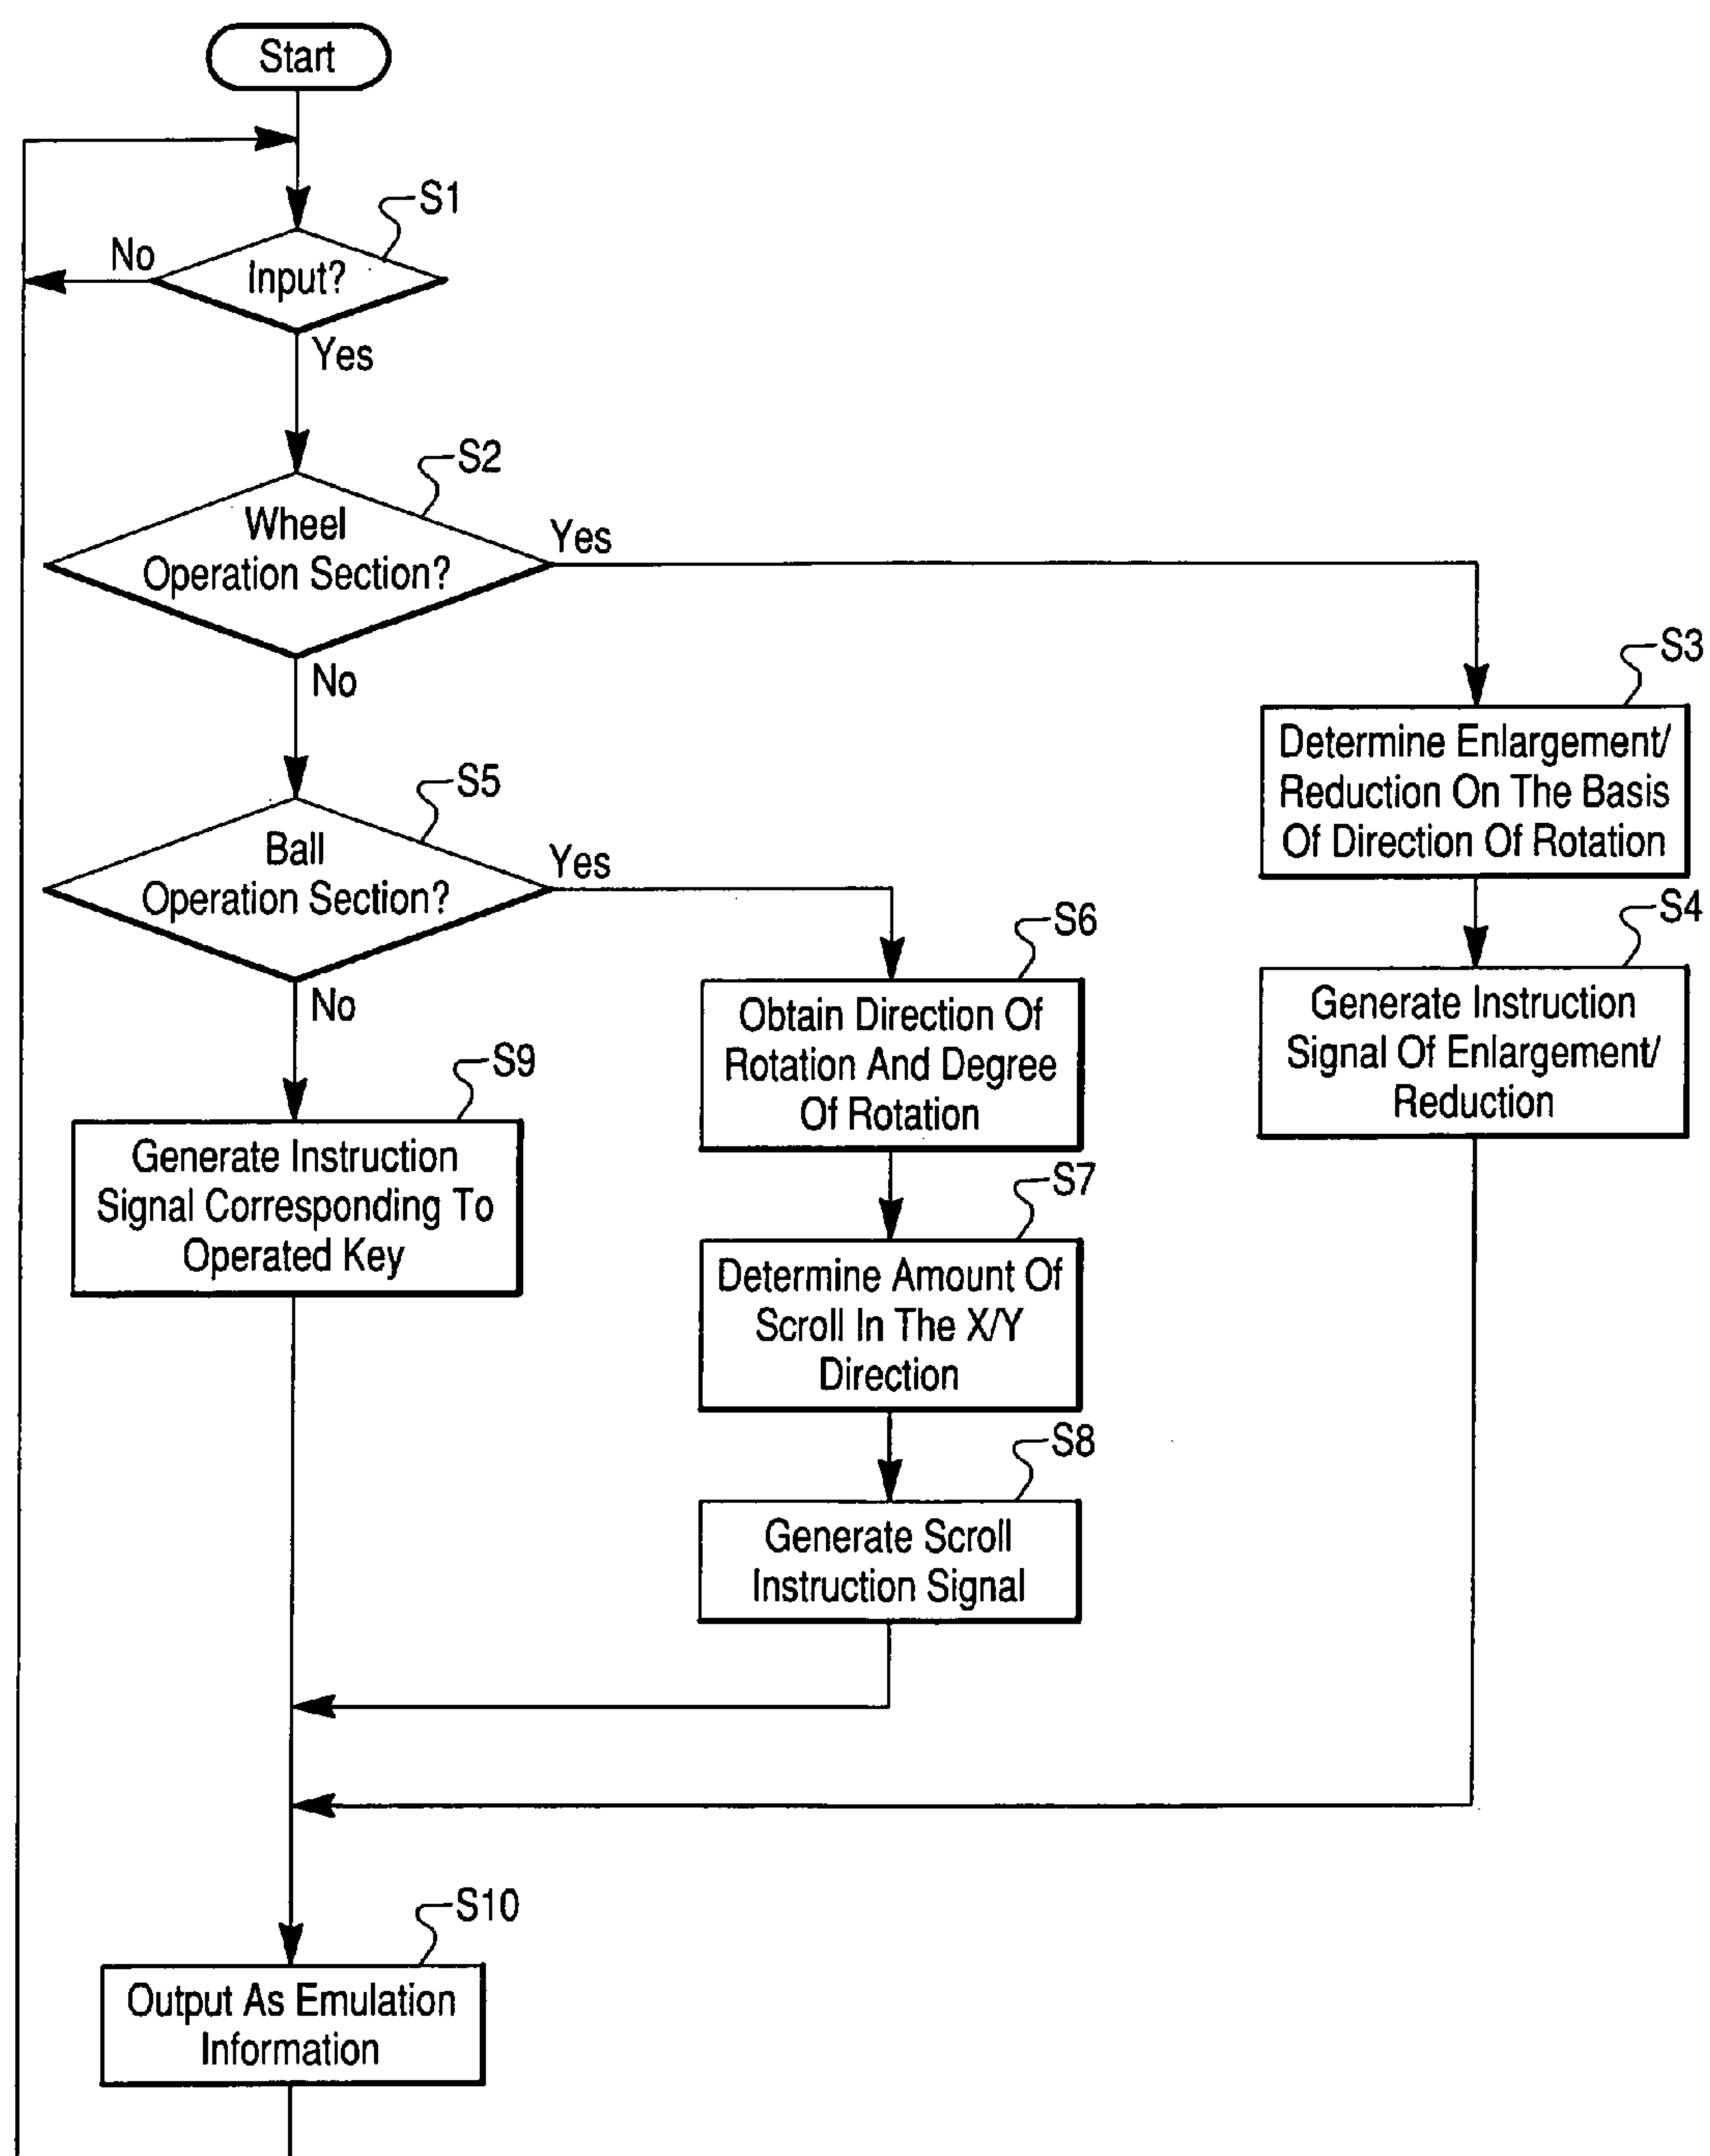 Start
S1
No
Input?
Yes
S2
Wheel
Operation Section?
Yes
No
S3
Determine Enlargement/
Reduction On The Basis
Of Direction Of Rotation
S4
Generate Instruction
Signal Of Enlargement/
Reduction
S5
Ball
Operation Section?
Yes
No
S6
Obtain Direction Of
Rotation And Degree
Of Rotation
S7
Determine Amount Of
Scroll In The X/Y
Direction
S8
Generate Scroll
Instruction Signal
S9
Generate Instruction
Signal Corresponding To
Operated Key
S10
Output As Emulation
Information